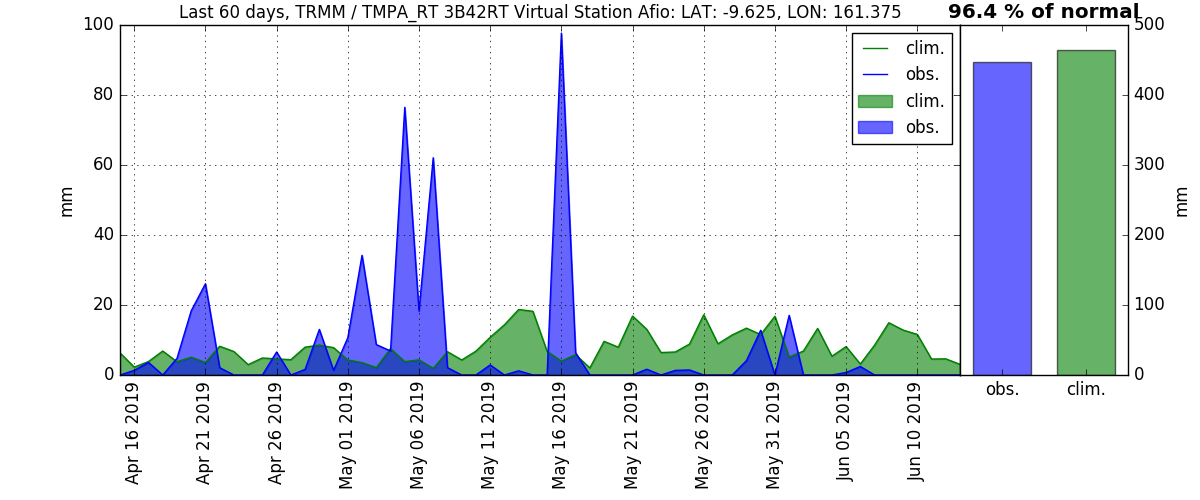 Last 60 days, TRMM / TMPA_RT 3B42RT Virtual Station Afio: LAT: -9.625, LON: 161.375
96.4 % of normal
100
80
60
40
20
0
mm
clim.
obs.
clim.
obs.
500
400
300
200
100
0
mm
Apr 16 2019
Apr 21 2019
Apr 26 2019
May 01 2019
May 06 2019
May 11 2019
May 16 2019
May 21 2019
May 26 2019
May 31 2019
Jun 05 2019
Jun 10 2019
obs.
clim.